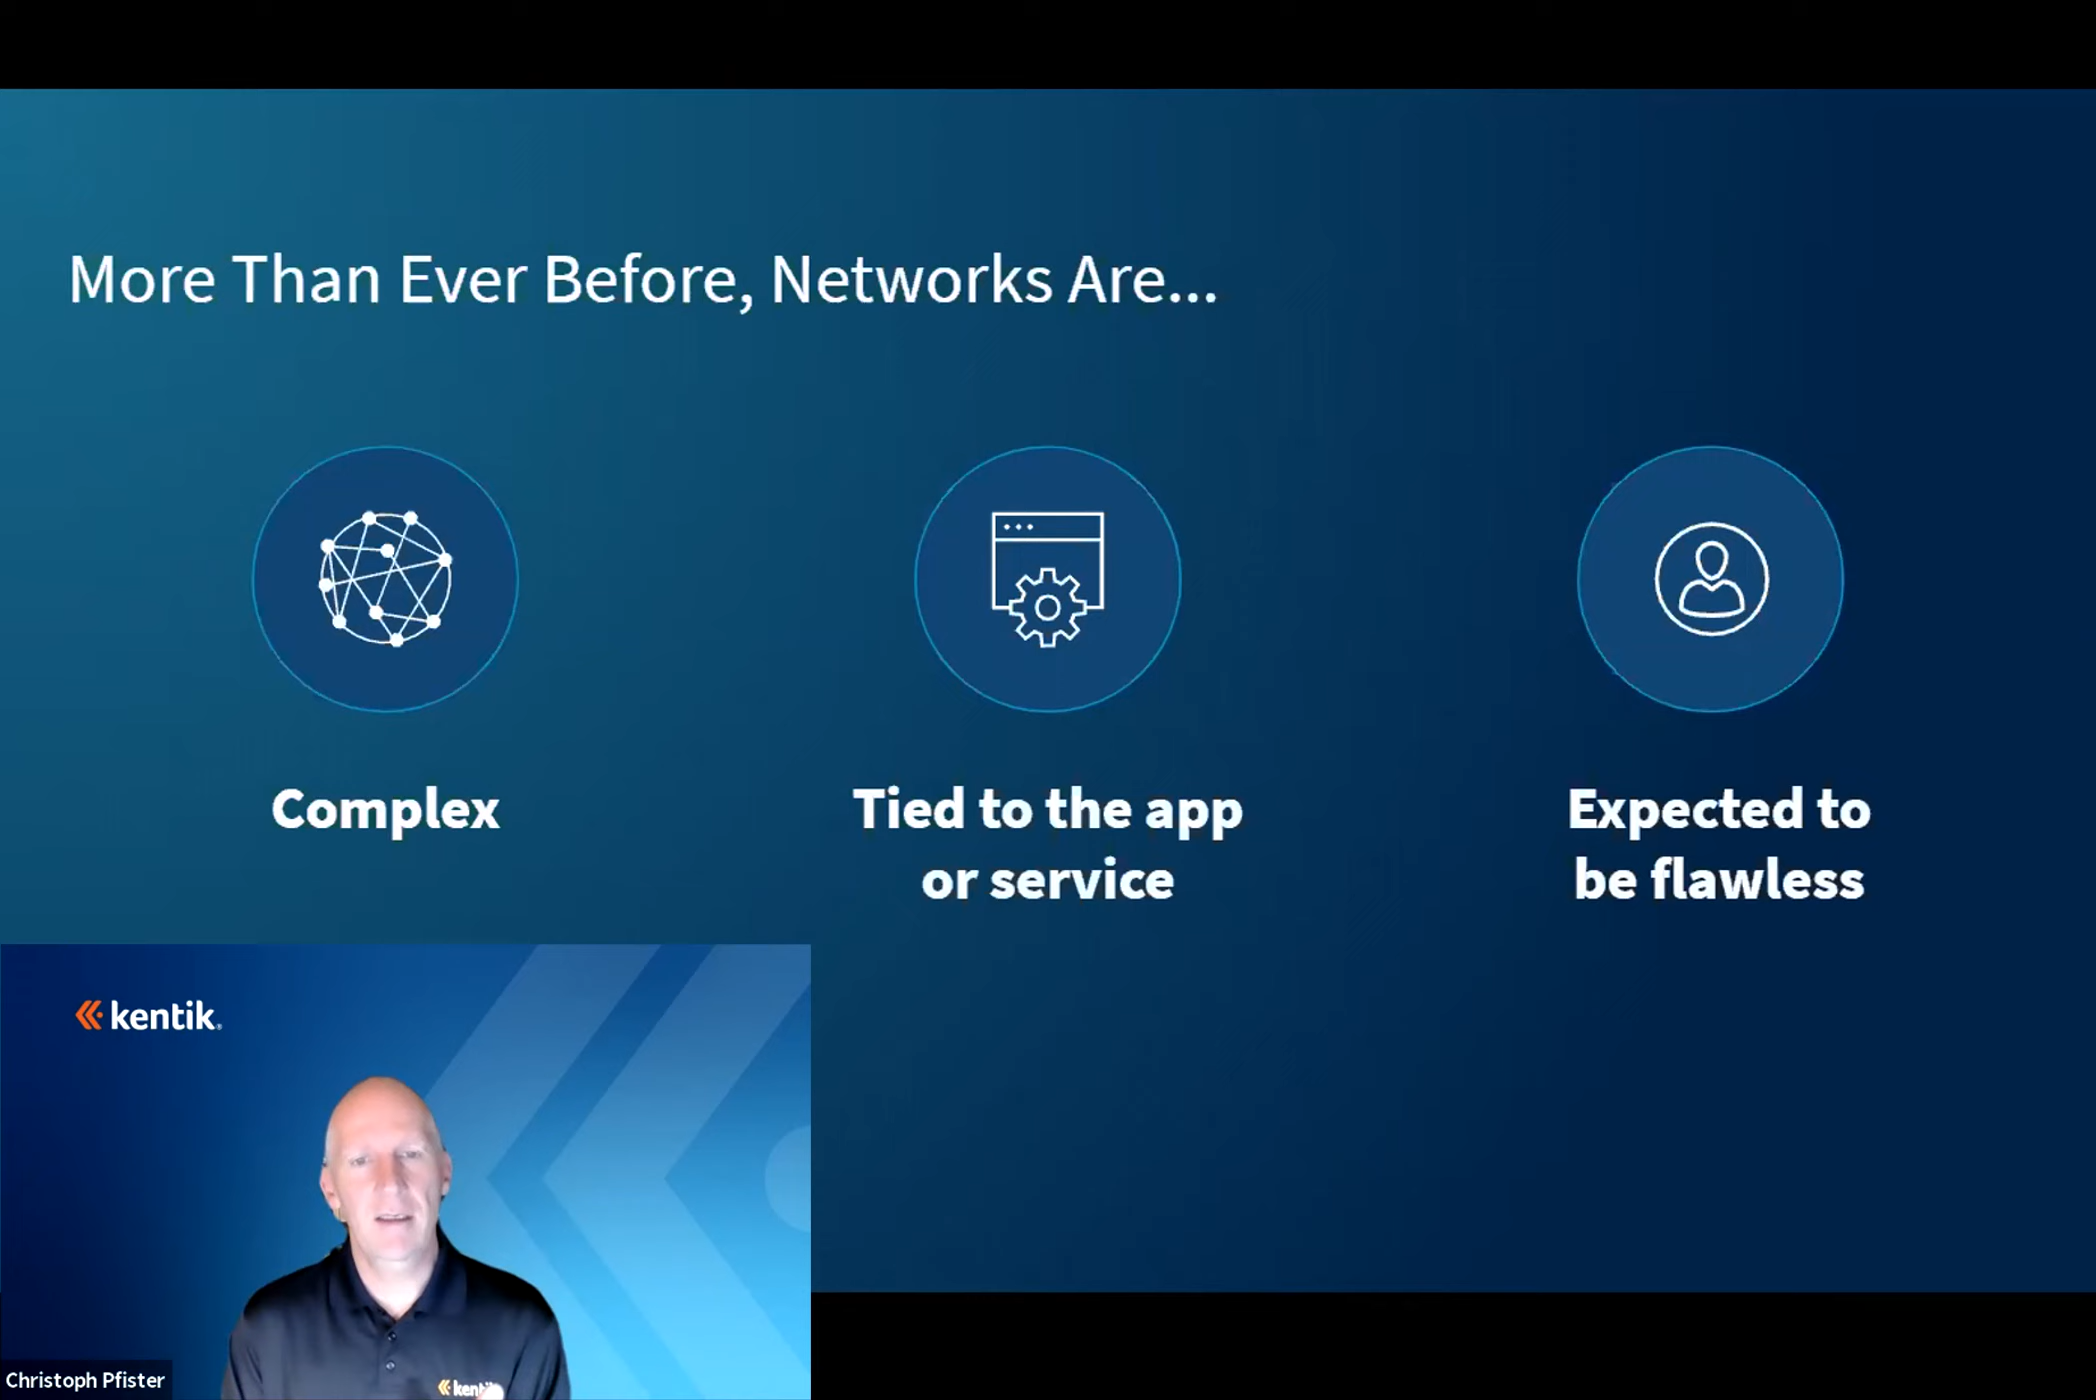 More Than Ever Before, Networks Are...
Complex
Tied to the app
or service
Expected to
be flawless
kentik
Christoph Pfister